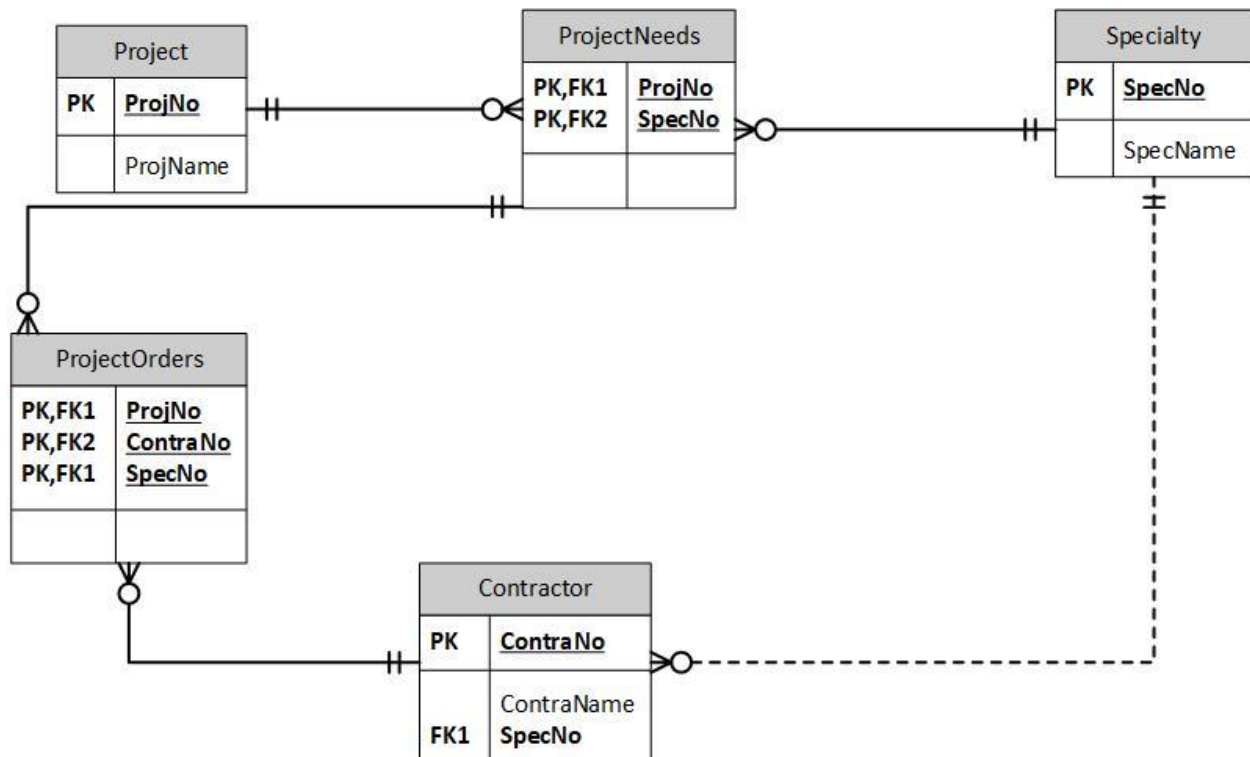 Project
PK ProjNo
ProjName
ProjectNeeds
PK,FK1 ProjNo
PK,FK2 SpecNo
Specialty
PK SpecNo
SpecName
ProjectOrders
PK,FK1 ProjNo
PK,FK2 ContraNo
PK,FK1 SpecNo
Contractor
PK ContraNo
ContraName
FK1 SpecNo